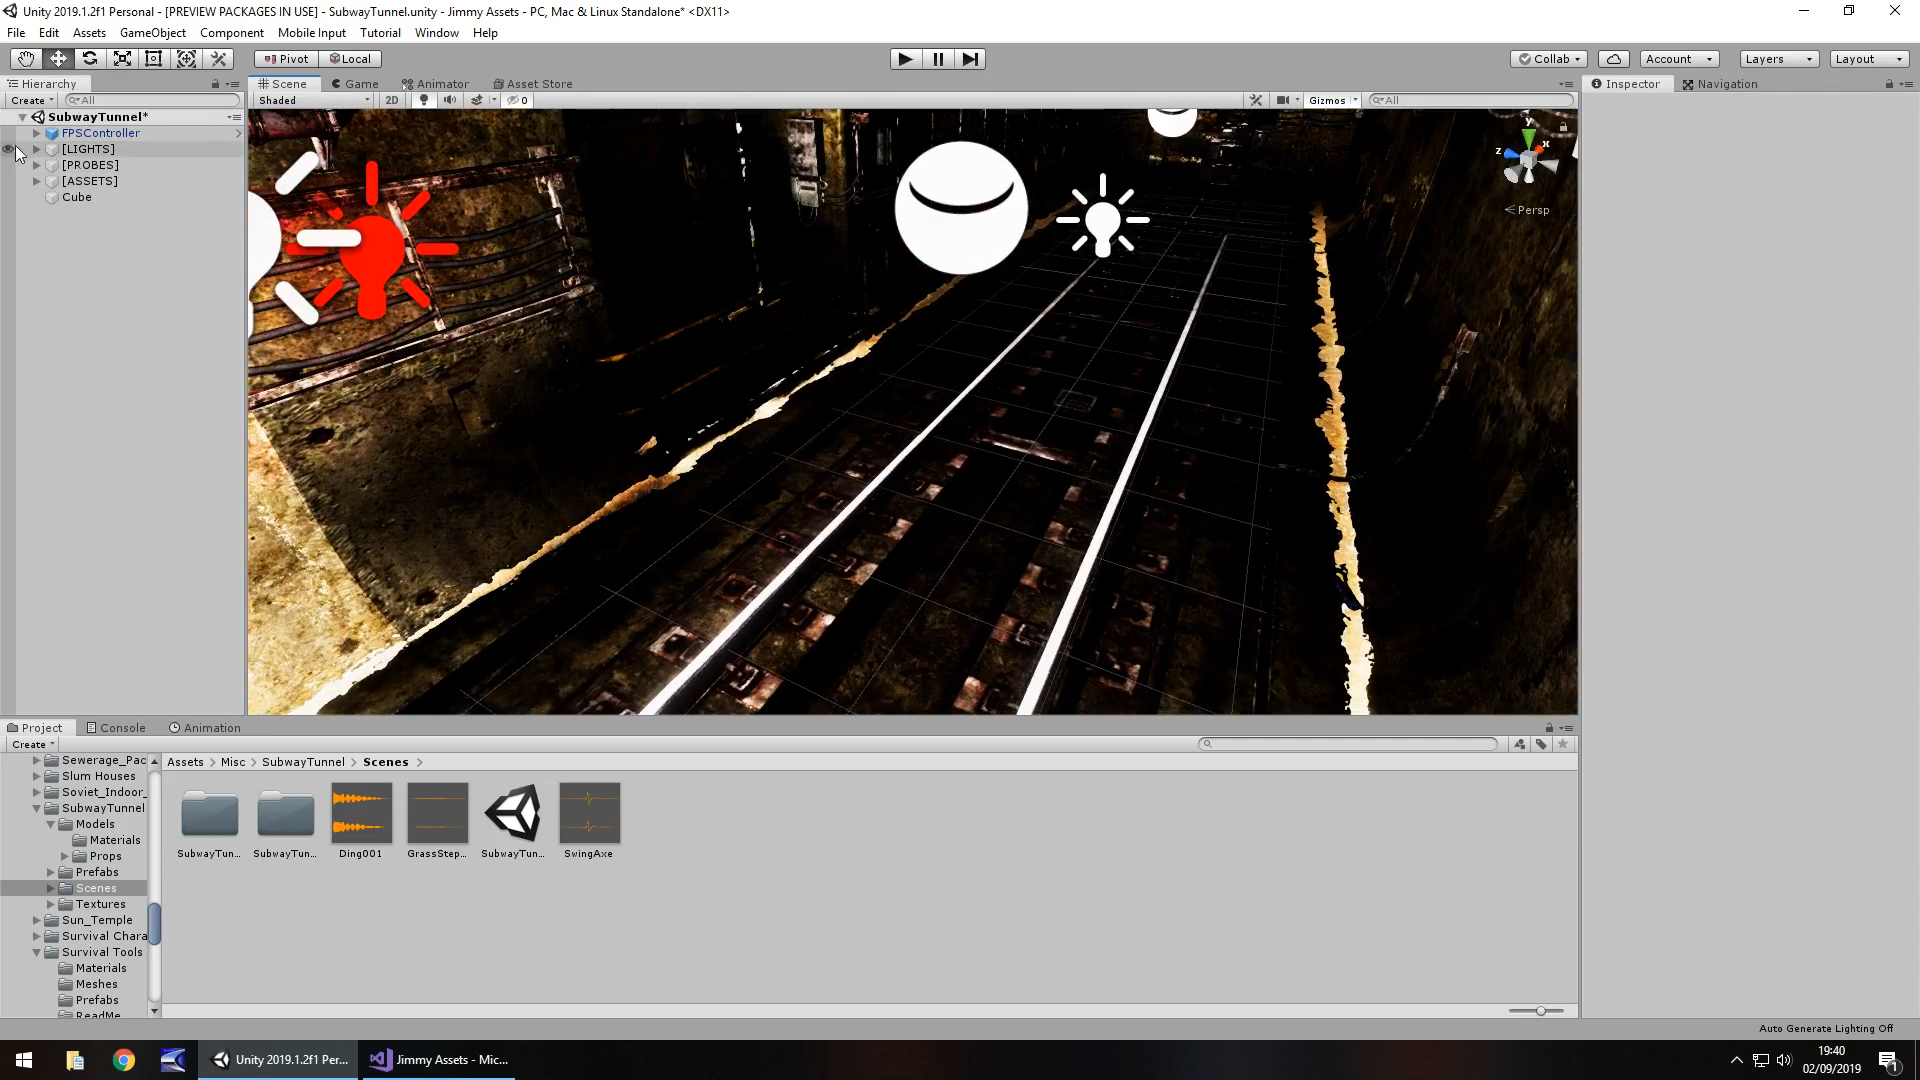 Unity 2019.1.2f1 Personal - [PREVIEW PACKAGES IN USE] - SubwayTunnel.unity - Jimmy Assets - PC, Mac & Linux Standalone* <DX11>
File Edit Assets GameObject Component Mobile Input Tutorial Window Help
Pivot Local Collab Account Layers Layout
Hierarchy Scene Game Animator Asset Store Inspector Navigation
Create All Shaded 2D 0 Gizmos All
SubwayTunnel*
FPSController
[LIGHTS]
[PROBES]
[ASSETS]
Cube
y
x
z
Persp
Project Console Animation
Create
Assets Misc SubwayTunnel Scenes
Sewerage_Pac
Slum Houses
Soviet_Indoor_
SubwayTunnel
Models
Materials
Props
Prefabs
Scenes
Textures
Sun_Temple
Survival Chara
Survival Tools
Materials
Meshes
Prefabs
ReadMe
SubwayTun... SubwayTun... Ding001 GrassStep... SubwayTun... SwingAxe
Auto Generate Lighting Off
Unity 2019.1.2f1 Per... Jimmy Assets - Mic...
19:40
02/09/2019
1